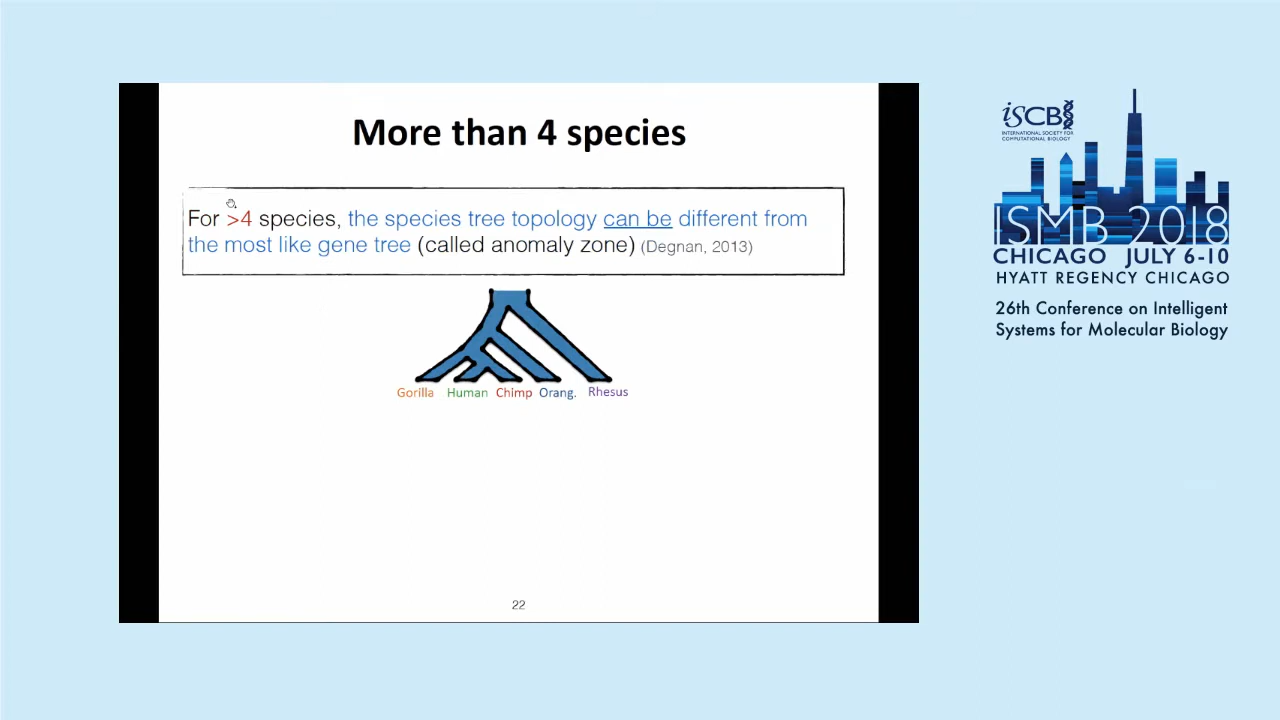 More than 4 species
For >4 species, the species tree topology can be different from
the most like gene tree (called anomaly zone) (Degnan, 2013)
Gorilla Human Chimp Orang. Rhesus
22
iSCB
INTERNATIONAL SOCIETY FOR
COMPUTATIONAL BIOLOGY
ISMB 2018
CHICAGO JULY 6-10
HYATT REGENCY CHICAGO
26th Conference on Intelligent
Systems for Molecular Biology